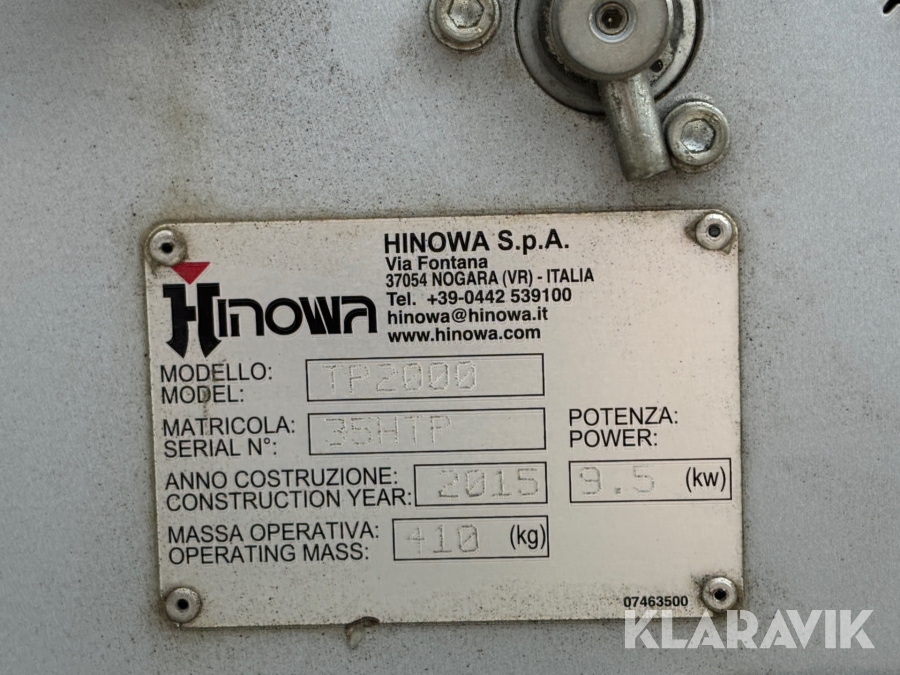 HINOWA S.p.A.
Via Fontana
37054 NOGARA (VR) - ITALIA
Tel. +39-0442 539100
hinowa@hinowa.it
www.hinowa.com
HINOWA
MODELLO:
MODEL:
TP2000
MATRICOLA:
SERIAL N°:
35HTP
POTENZA:
POWER:
9.5 (kw)
ANNO COSTRUZIONE:
CONSTRUCTION YEAR:
2015
MASSA OPERATIVA:
OPERATING MASS:
410 (kg)
07463500
KLARAVIK